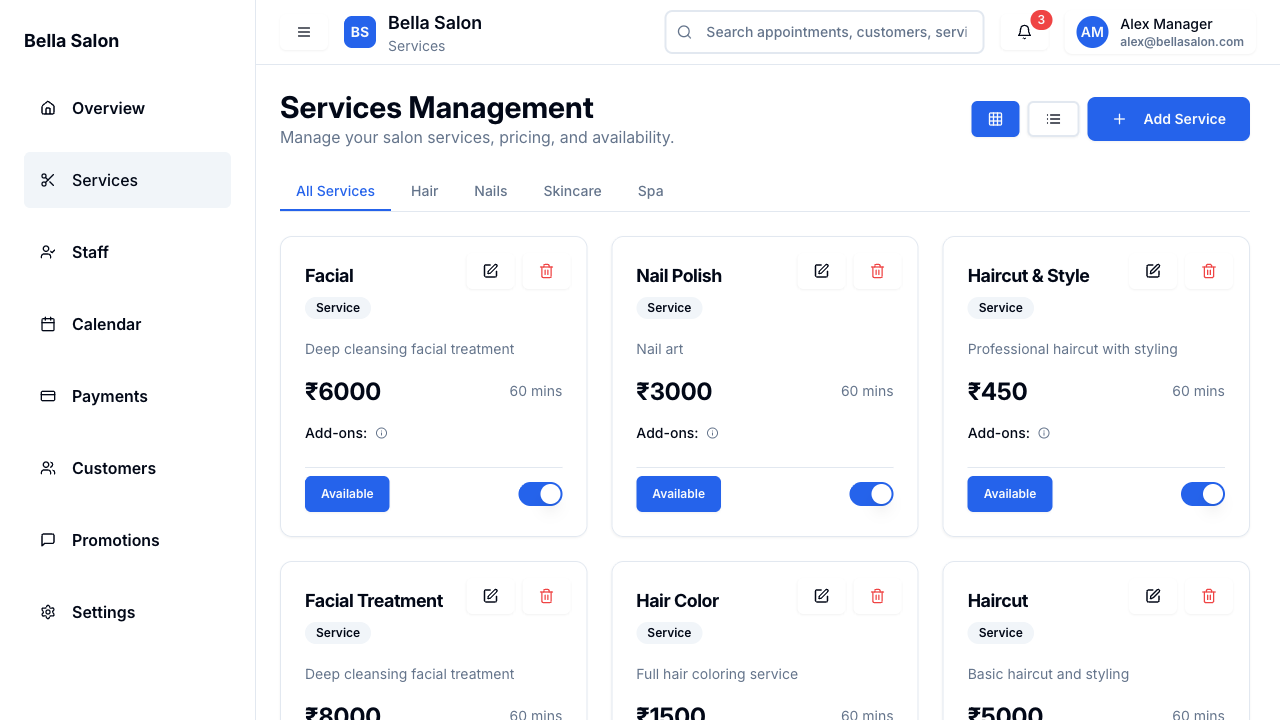 Bella Salon
Overview
Services
Staff
Calendar
Payments
Customers
Promotions
Settings
BS
Bella Salon
Services
Search appointments, customers, servi
3
AM
Alex Manager
alex@bellasalon.com
Services Management
Manage your salon services, pricing, and availability.
Add Service
All Services Hair Nails Skincare Spa
Facial
Service
Deep cleansing facial treatment
₹6000 60 mins
Add-ons:
Available
Nail Polish
Service
Nail art
₹3000 60 mins
Add-ons:
Available
Haircut & Style
Service
Professional haircut with styling
₹450 60 mins
Add-ons:
Available
Facial Treatment
Service
Deep cleansing facial treatment
₹8000 60 mins
Hair Color
Service
Full hair coloring service
₹1500 60 mins
Haircut
Service
Basic haircut and styling
₹5000 60 mins